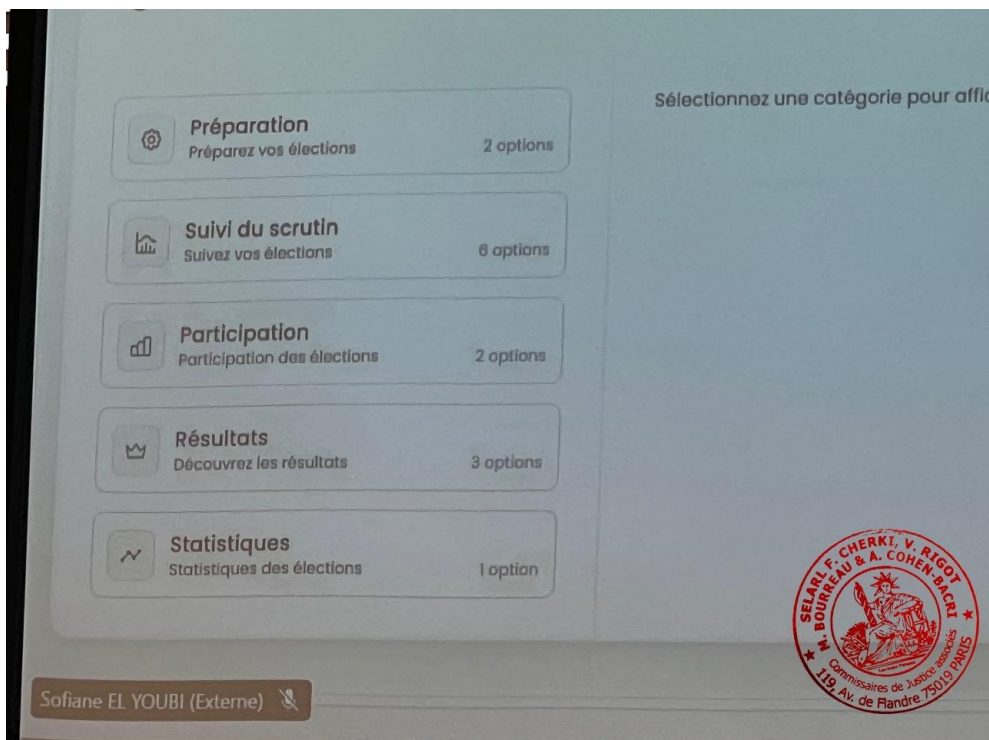 Sélectionnez une catégorie pour affic
Préparation
Préparez vos élections
2 options
Suivi du scrutin
Suivez vos élections
6 options
Participation
Participation des élections
2 options
Résultats
Découvrez les résultats
3 options
Statistiques
Statistiques des élections
1 option
SELARL F. CHERKI, V. RIGOT
M. BOURREAU & A. COHEN-BACRI
Commissaires de Justice associés
119, Av. de Flandre 75019 PARIS
Sofiane EL YOUBI (Externe)